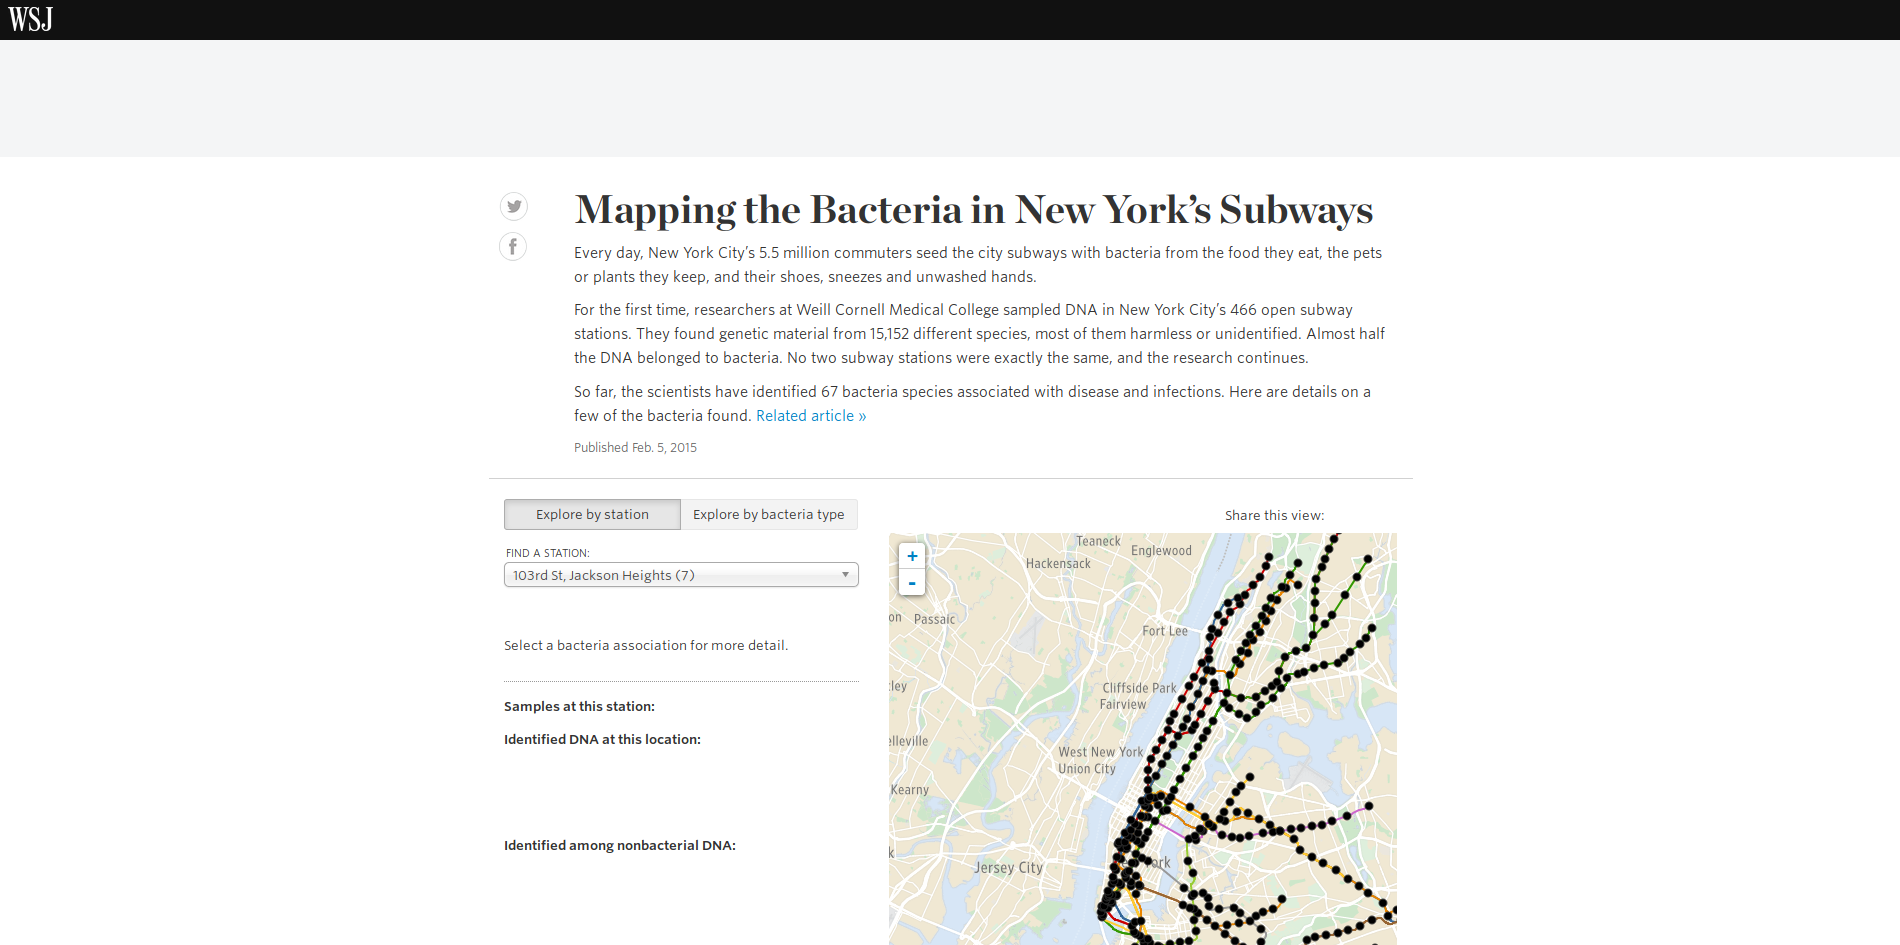 WSJ
Mapping the Bacteria in New York's Subways
Every day, New York City's 5.5 million commuters seed the city subways with bacteria from the food they eat, the pets
or plants they keep, and their shoes, sneezes and unwashed hands.
For the first time, researchers at Weill Cornell Medical College sampled DNA in New York City's 466 open subway
stations. They found genetic material from 15,152 different species, most of them harmless or unidentified. Almost half
the DNA belonged to bacteria. No two subway stations were exactly the same, and the research continues.
So far, the scientists have identified 67 bacteria species associated with disease and infections. Here are details on a
few of the bacteria found. Related article »
Published Feb. 5, 2015
Explore by station
Explore by bacteria type
FIND A STATION:
103rd St, Jackson Heights (7)
Select a bacteria association for more detail.
Samples at this station:
Identified DNA at this location:
Identified among nonbacterial DNA:
Share this view:
+
-
Teaneck
Englewood
Hackensack
on
Passaic
Fort Lee
ley
Cliffside Park
Fairview
elleville
West New York
Union City
Kearny
k
Jersey City